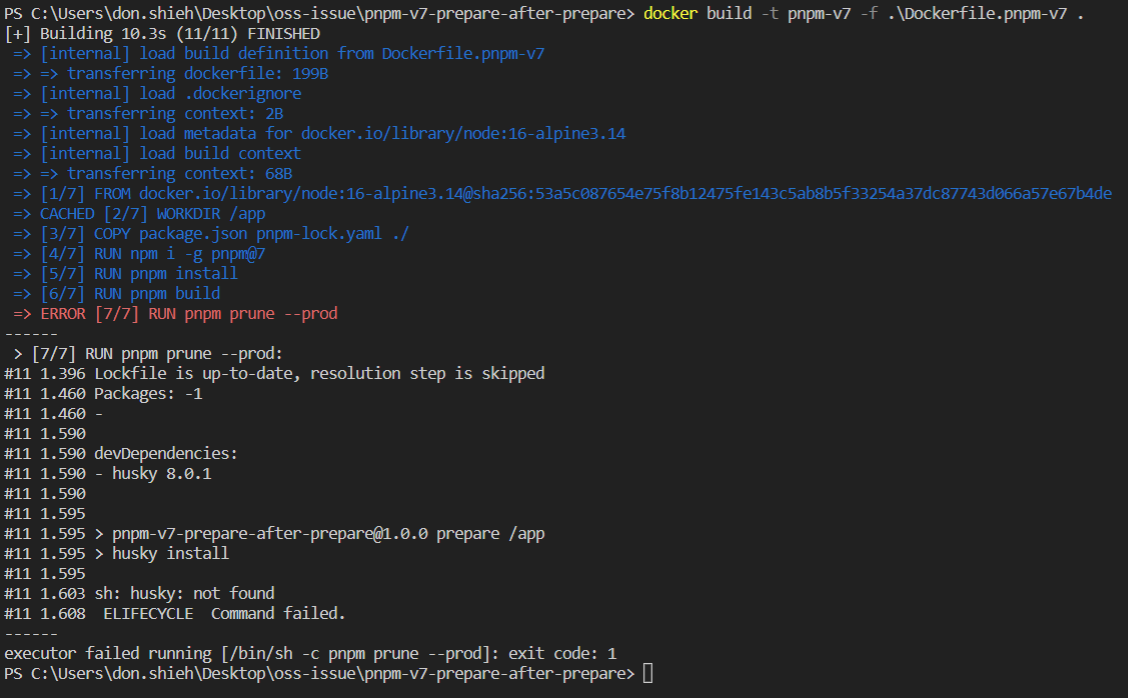 PS C:\Users\don.shieh\Desktop\oss-issue\pnpm-v7-prepare-after-prepare> docker build -t pnpm-v7 -f .\Dockerfile.pnpm-v7 .
[+] Building 10.3s (11/11) FINISHED
 => [internal] load build definition from Dockerfile.pnpm-v7
 => => transferring dockerfile: 199B
 => [internal] load .dockerignore
 => => transferring context: 2B
 => [internal] load metadata for docker.io/library/node:16-alpine3.14
 => [internal] load build context
 => => transferring context: 68B
 => [1/7] FROM docker.io/library/node:16-alpine3.14@sha256:53a5c087654e75f8b12475fe143c5ab8b5f33254a37dc87743d066a57e67b4de
 => CACHED [2/7] WORKDIR /app
 => [3/7] COPY package.json pnpm-lock.yaml ./
 => [4/7] RUN npm i -g pnpm@7
 => [5/7] RUN pnpm install
 => [6/7] RUN pnpm build
 => ERROR [7/7] RUN pnpm prune --prod
------
 > [7/7] RUN pnpm prune --prod:
#11 1.396 Lockfile is up-to-date, resolution step is skipped
#11 1.460 Packages: -1
#11 1.460 -
#11 1.590
#11 1.590 devDependencies:
#11 1.590 - husky 8.0.1
#11 1.590
#11 1.595
#11 1.595 > pnpm-v7-prepare-after-prepare@1.0.0 prepare /app
#11 1.595 > husky install
#11 1.595
#11 1.603 sh: husky: not found
#11 1.608  ELIFECYCLE  Command failed.
------
executor failed running [/bin/sh -c pnpm prune --prod]: exit code: 1
PS C:\Users\don.shieh\Desktop\oss-issue\pnpm-v7-prepare-after-prepare>